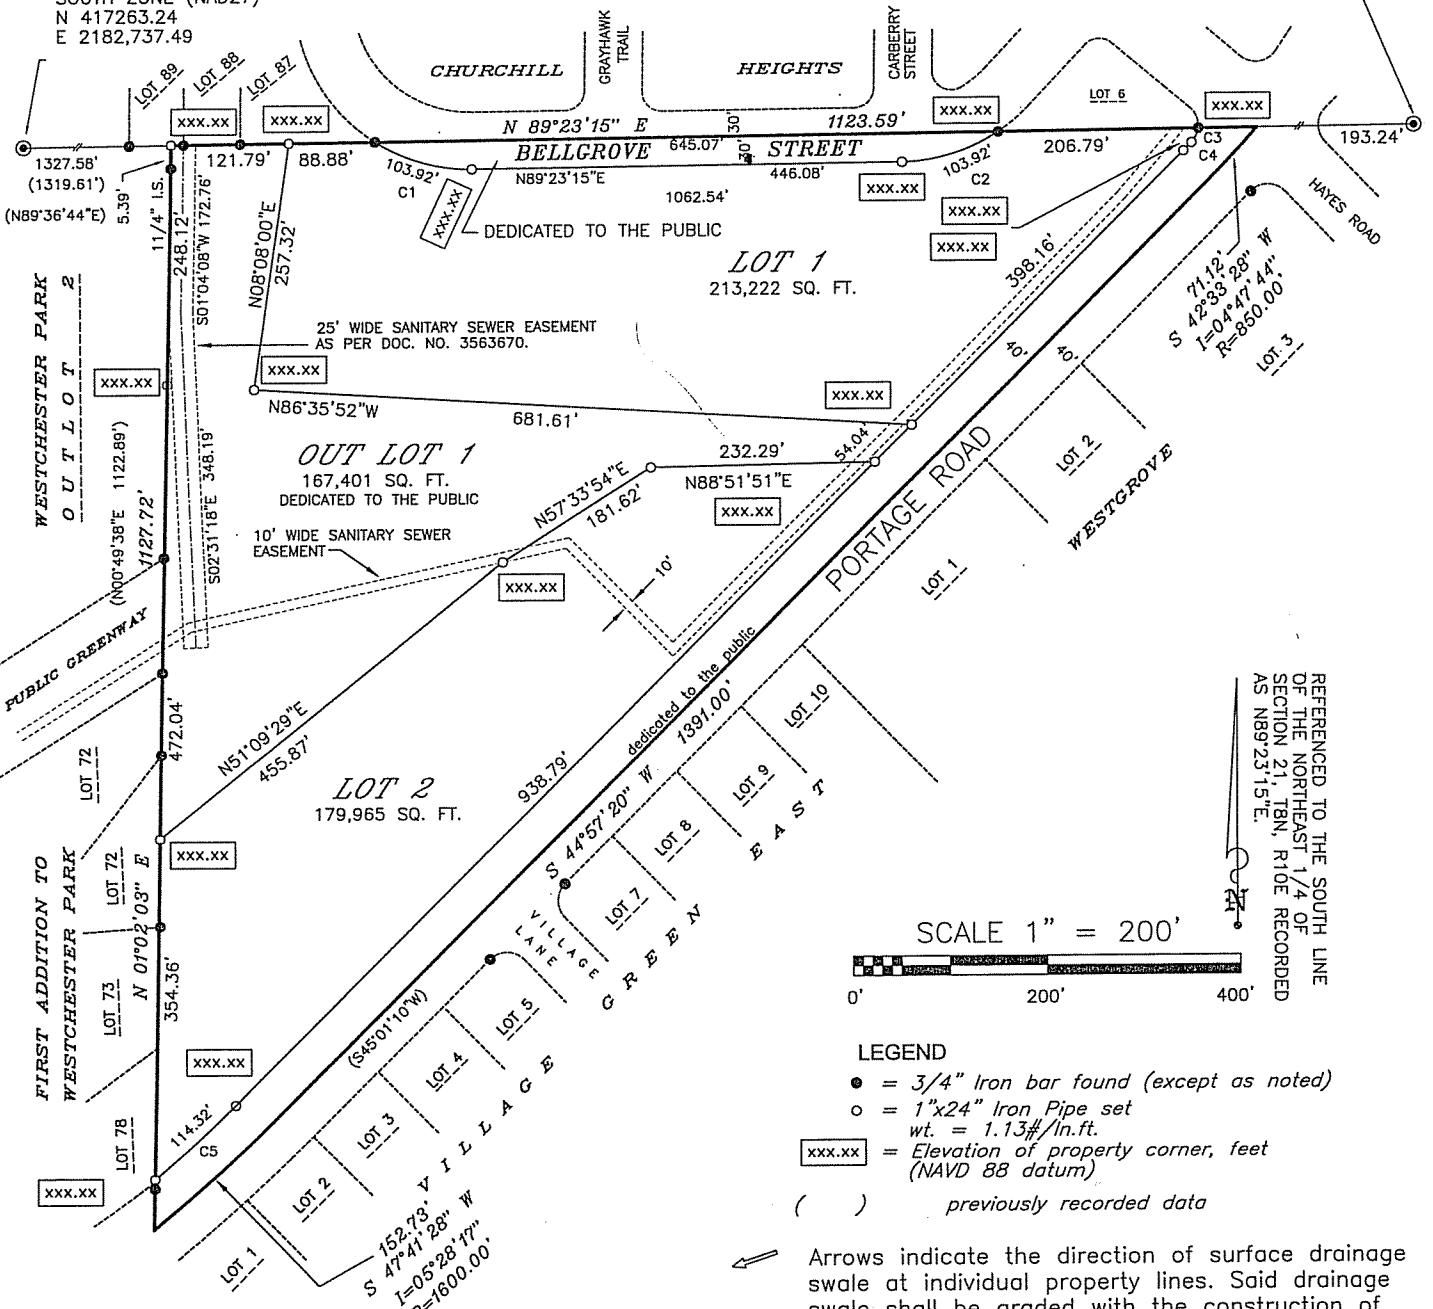 SOUTH ZONE (NAD27)
N 417263.24
E 2182,737.49
LOT 89
LOT 88
LOT 87
CHURCHILL
GRAYHAWK
TRAIL
HEIGHTS
CARBERRY
STREET
LOT 6
xxx.xx
xxx.xx
xxx.xx
xxx.xx
N 89°23'15" E
30'
1123.59'
1327.58'
(1319.61')
(N89°36'44"E)
5.39'
121.79'
88.88'
103.92'
C1
BELLGROVE
645.07'
30'
STREET
N89°23'15"E
446.08'
1062.54'
103.92'
C2
206.79'
C3
C4
193.24'
HAYES ROAD
xxx.xx
xxx.xx
xxx.xx
xxx.xx
DEDICATED TO THE PUBLIC
11/4" I.S.
248.12'
S01°04'08"W 172.76'
N08°08'00"E
257.32'
LOT 1
213,222 SQ. FT.
398.16'
71.12'
S 42°33'28" W
I=04°47'44"
R=850.00'
LOT 3
WESTCHESTER PARK
OUTLOT 2
25' WIDE SANITARY SEWER EASEMENT
AS PER DOC. NO. 3563670.
xxx.xx
xxx.xx
xxx.xx
40'
40'
N86°35'52"W
681.61'
OUT LOT 1
167,401 SQ. FT.
DEDICATED TO THE PUBLIC
54.04'
232.29'
N88°51'51"E
xxx.xx
N57°33'54"E
181.62'
(N00°49'38"E 1122.89')
1127.72'
S02°31'18"E 348.19'
10' WIDE SANITARY SEWER
EASEMENT
xxx.xx
10'
PORTAGE ROAD
LOT 2
WESTGROVE
LOT 1
PUBLIC GREENWAY
472.04'
LOT 72
N51°09'29"E
455.87'
LOT 2
179,965 SQ. FT.
938.79'
dedicated to the public
S 44°57'20" W
1391.00'
LOT 10
LOT 9
LOT 8
LOT 7
EAST
VILLAGE
LANE
xxx.xx
FIRST ADDITION TO
WESTCHESTER PARK
LOT 72
N 01°02'03" E
LOT 73
354.36'
(S45°01'10"W)
LOT 5
LOT 4
LOT 3
LOT 2
LOT 1
VILLAGE GREEN
xxx.xx
114.32'
C5
LOT 78
xxx.xx
152.73'
S 47°41'28" W
I=05°28'17"
R=1600.00'
REFERENCED TO THE SOUTH LINE
OF THE NORTHEAST 1/4 OF
SECTION 21, T8N, R10E RECORDED
AS N89°23'15"E.
N
SCALE 1" = 200'
0' 200' 400'
LEGEND
= 3/4" Iron bar found (except as noted)
= 1"x24" Iron Pipe set
wt. = 1.13#/ln.ft.
xxx.xx = Elevation of property corner, feet
(NAVD 88 datum)
( ) previously recorded data
Arrows indicate the direction of surface drainage
swale at individual property lines. Said drainage
swale shall be graded with the construction of